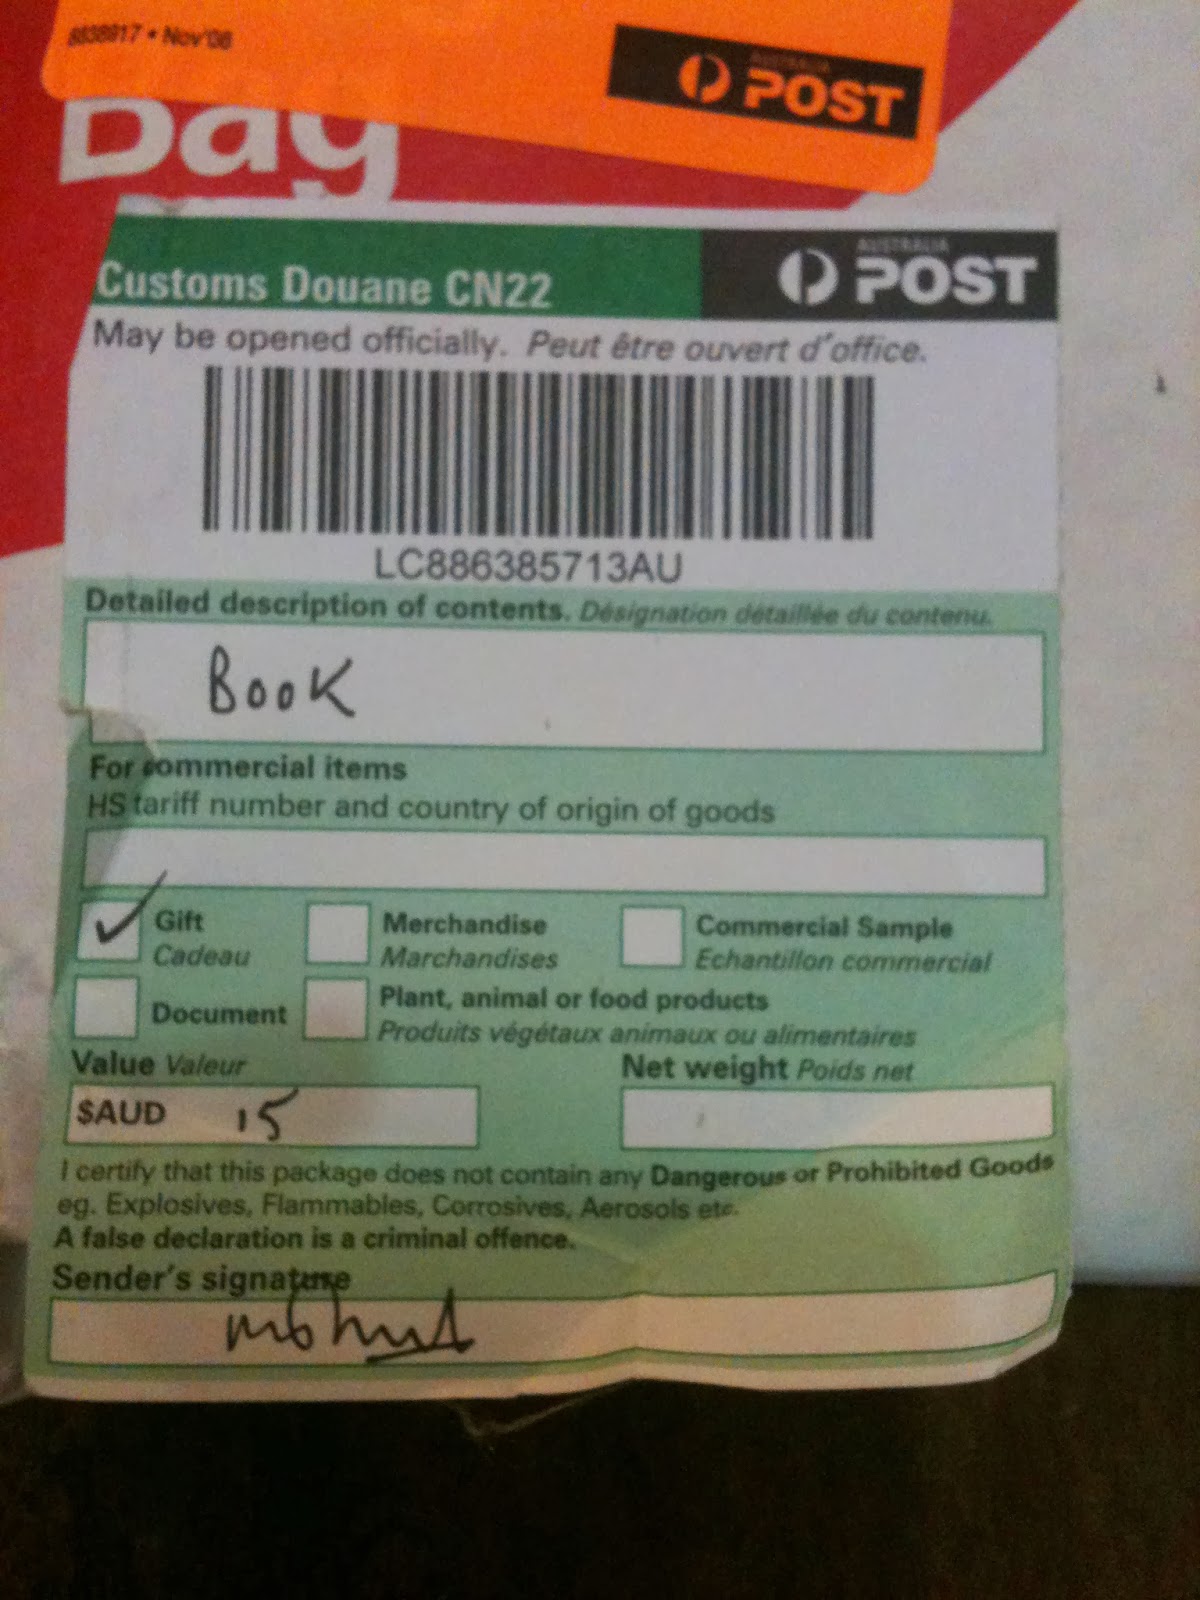 8838917 • Nov'08
AUSTRALIA
POST
Bag
Customs Douane CN22
AUSTRALIA
POST
May be opened officially. Peut être ouvert d'office.
LC886385713AU
Detailed description of contents. Désignation détaillée du contenu.
BooK
For commercial items
HS tariff number and country of origin of goods
Gift
Cadeau
Merchandise
Marchandises
Commercial Sample
Echantillon commercial
Document
Plant, animal or food products
Produits végétaux animaux ou alimentaires
Value Valeur
Net weight Poids net
$AUD 15
I certify that this package does not contain any Dangerous or Prohibited Goods
eg. Explosives, Flammables, Corrosives, Aerosols etc.
A false declaration is a criminal offence.
Sender's signature